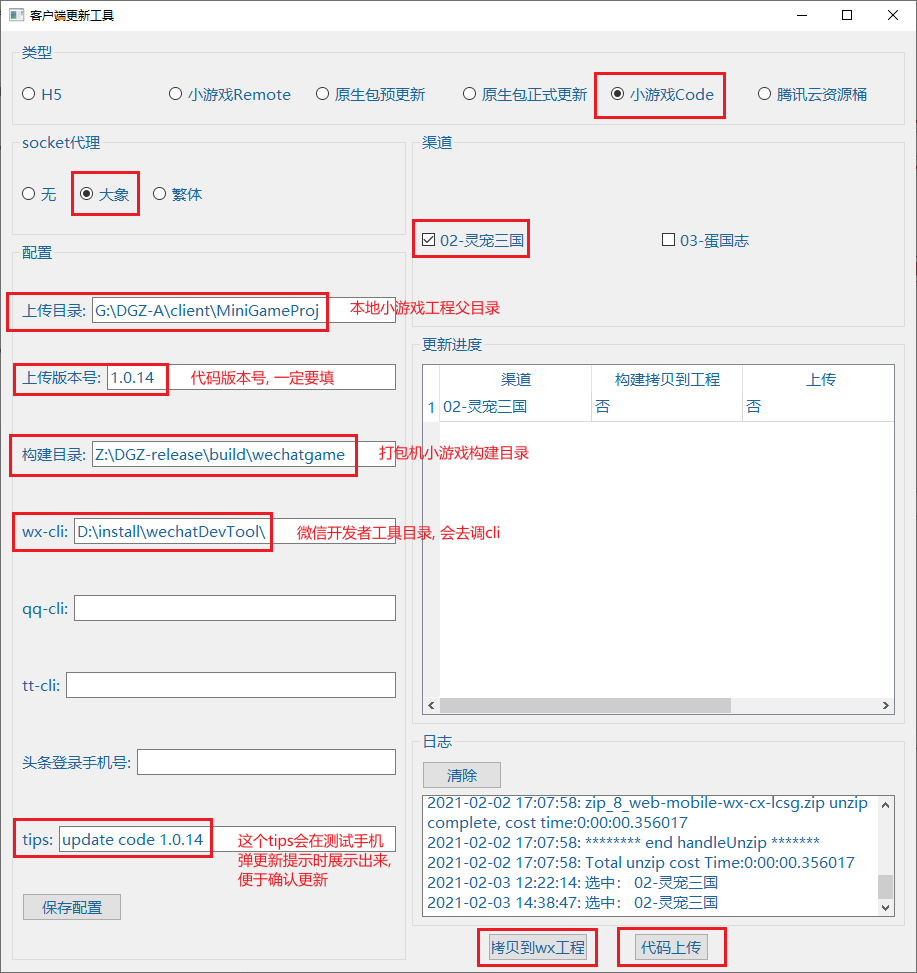 客户端更新工具
类型
H5
小游戏Remote
原生包预更新
原生包正式更新
小游戏Code
腾讯云资源桶
socket代理
无
大象
繁体
渠道
02-灵宠三国
03-蛋国志
配置
上传目录: G:\DGZ-A\client\MiniGameProj
本地小游戏工程父目录
上传版本号: 1.0.14
代码版本号, 一定要填
构建目录: Z:\DGZ-release\build\wechatgame
打包机小游戏构建目录
wx-cli: D:\install\wechatDevTool\
微信开发者工具目录, 会去调cli
qq-cli:
tt-cli:
头条登录手机号:
tips: update code 1.0.14
这个tips会在测试手机
弹更新提示时展示出来,
便于确认更新
保存配置
更新进度
渠道 构建拷贝到工程 上传
1 02-灵宠三国 否 否
日志
清除
2021-02-02 17:07:58: zip_8_web-mobile-wx-cx-lcsg.zip unzip
complete, cost time:0:00:00.356017
2021-02-02 17:07:58: ******** end handleUnzip *******
2021-02-02 17:07:58: Total unzip cost Time:0:00:00.356017
2021-02-03 12:22:14: 选中： 02-灵宠三国
2021-02-03 14:38:47: 选中： 02-灵宠三国
拷贝到wx工程
代码上传